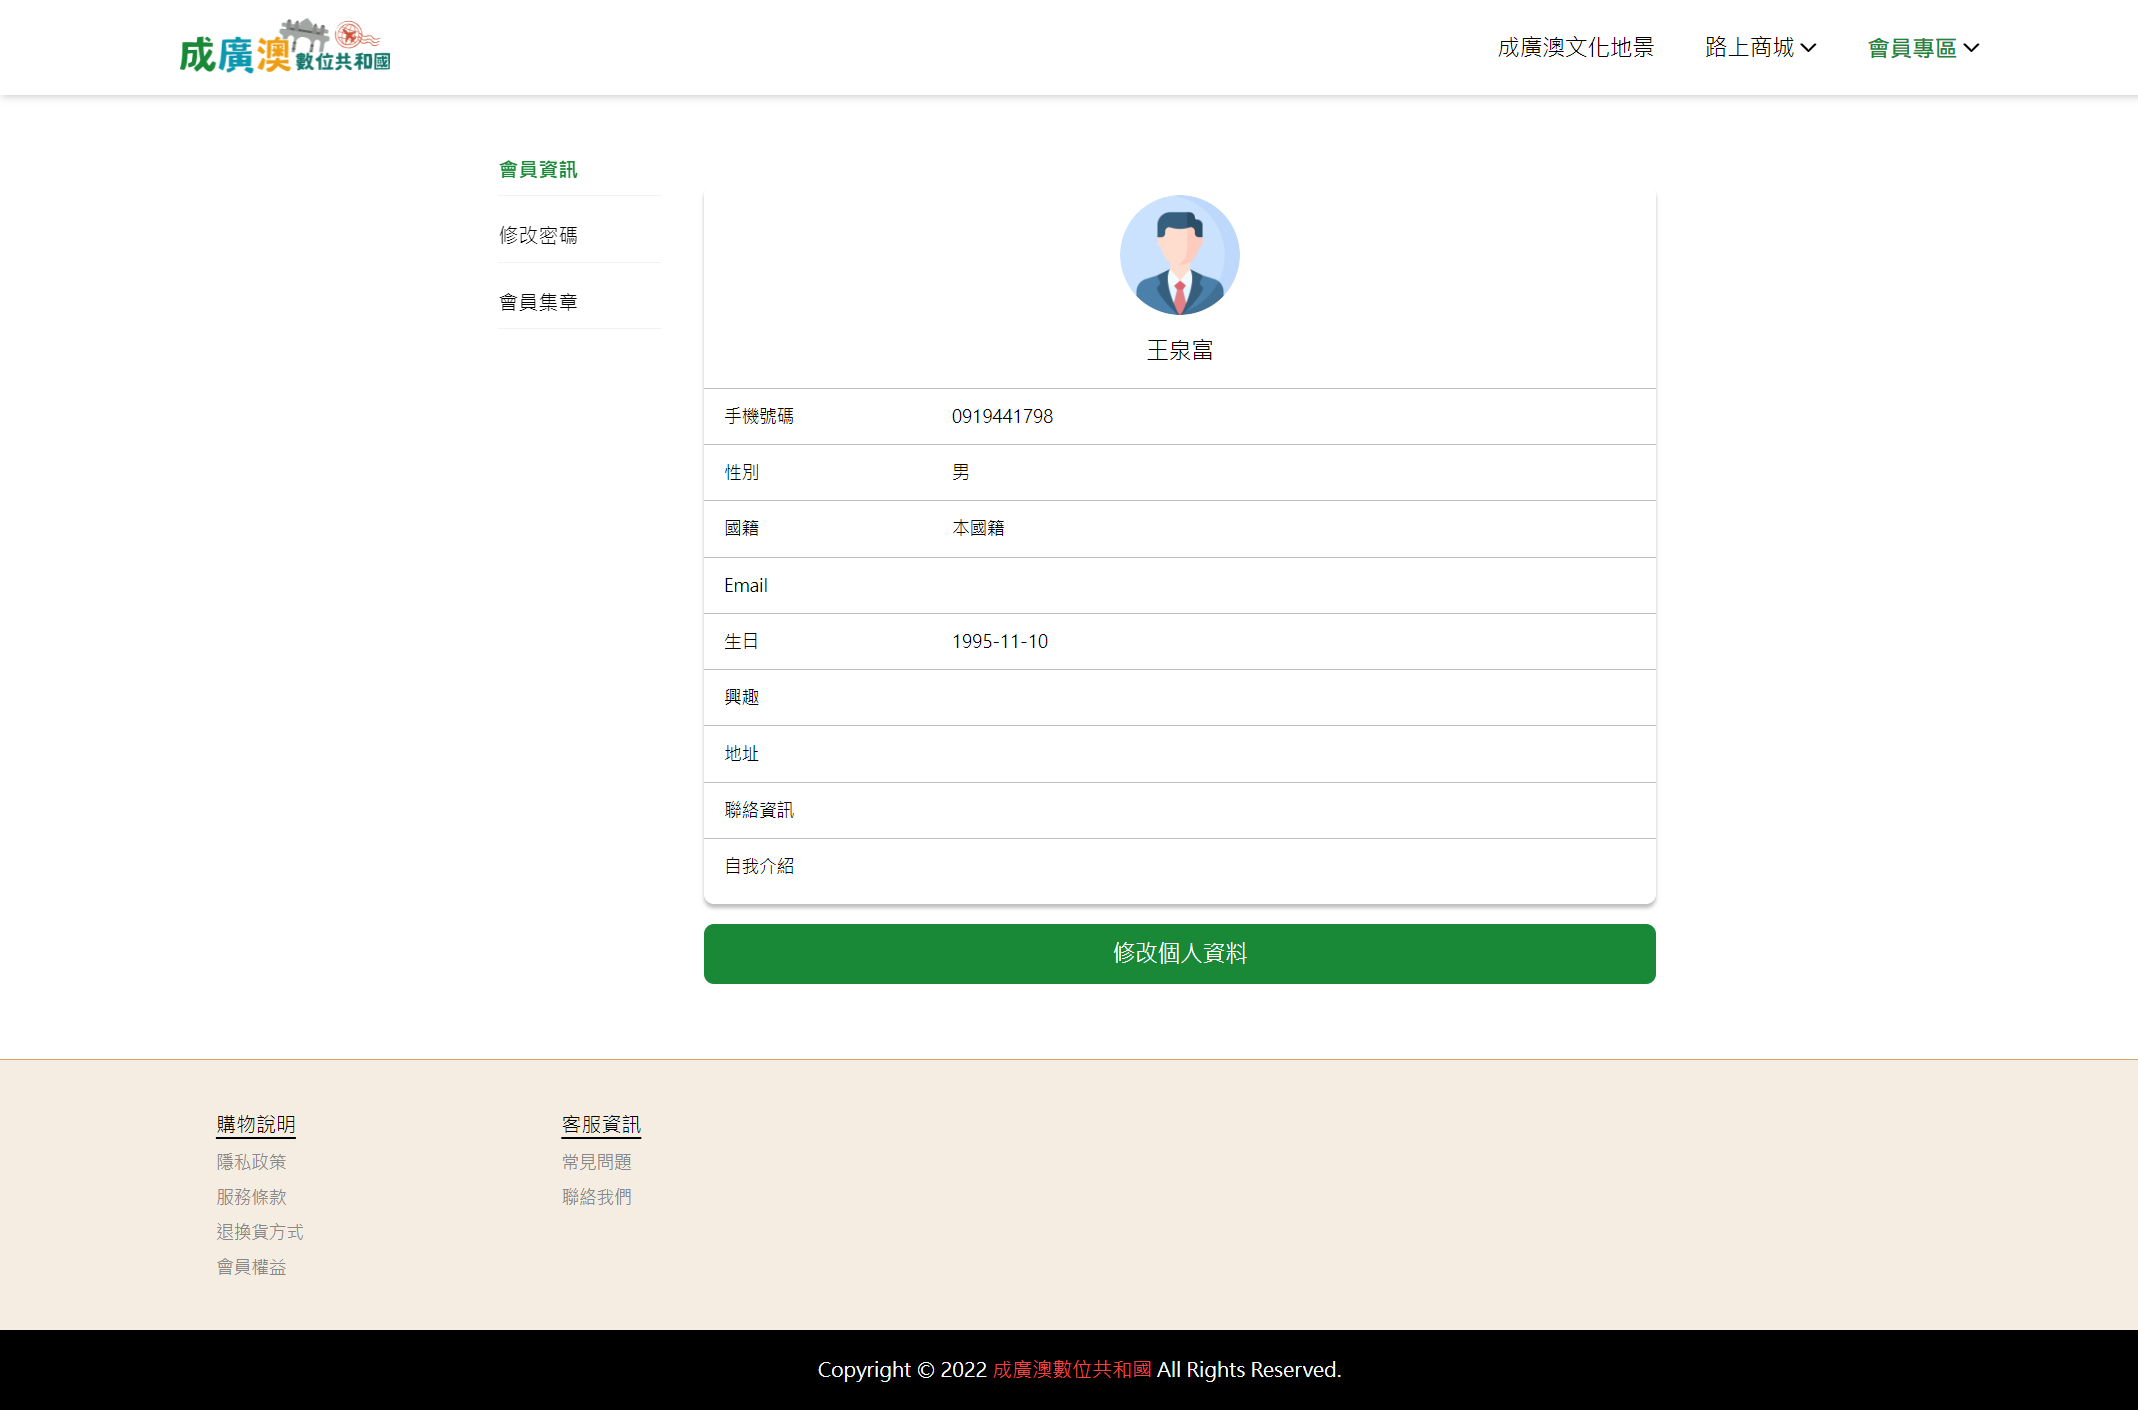 成廣澳數位共和國
成廣澳文化地景
路上商城
會員專區
會員資訊
修改密碼
會員集章
王泉富
手機號碼 0919441798
性別 男
國籍 本國籍
Email
生日 1995-11-10
興趣
地址
聯絡資訊
自我介紹
修改個人資料
購物說明
隱私政策
服務條款
退換貨方式
會員權益
客服資訊
常見問題
聯絡我們
Copyright © 2022 成廣澳數位共和國 All Rights Reserved.